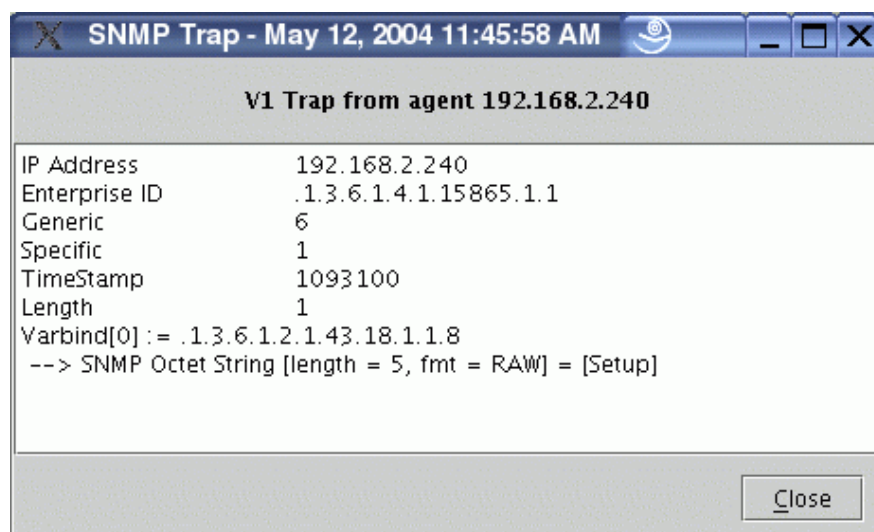 SNMP Trap - May 12, 2004 11:45:58 AM
V1 Trap from agent 192.168.2.240
IP Address 192.168.2.240
Enterprise ID .1.3.6.1.4.1.15865.1.1
Generic 6
Specific 1
TimeStamp 1093100
Length 1
Varbind[0] := .1.3.6.1.2.1.43.18.1.1.8
--> SNMP Octet String [length = 5, fmt = RAW] = [Setup]
Close